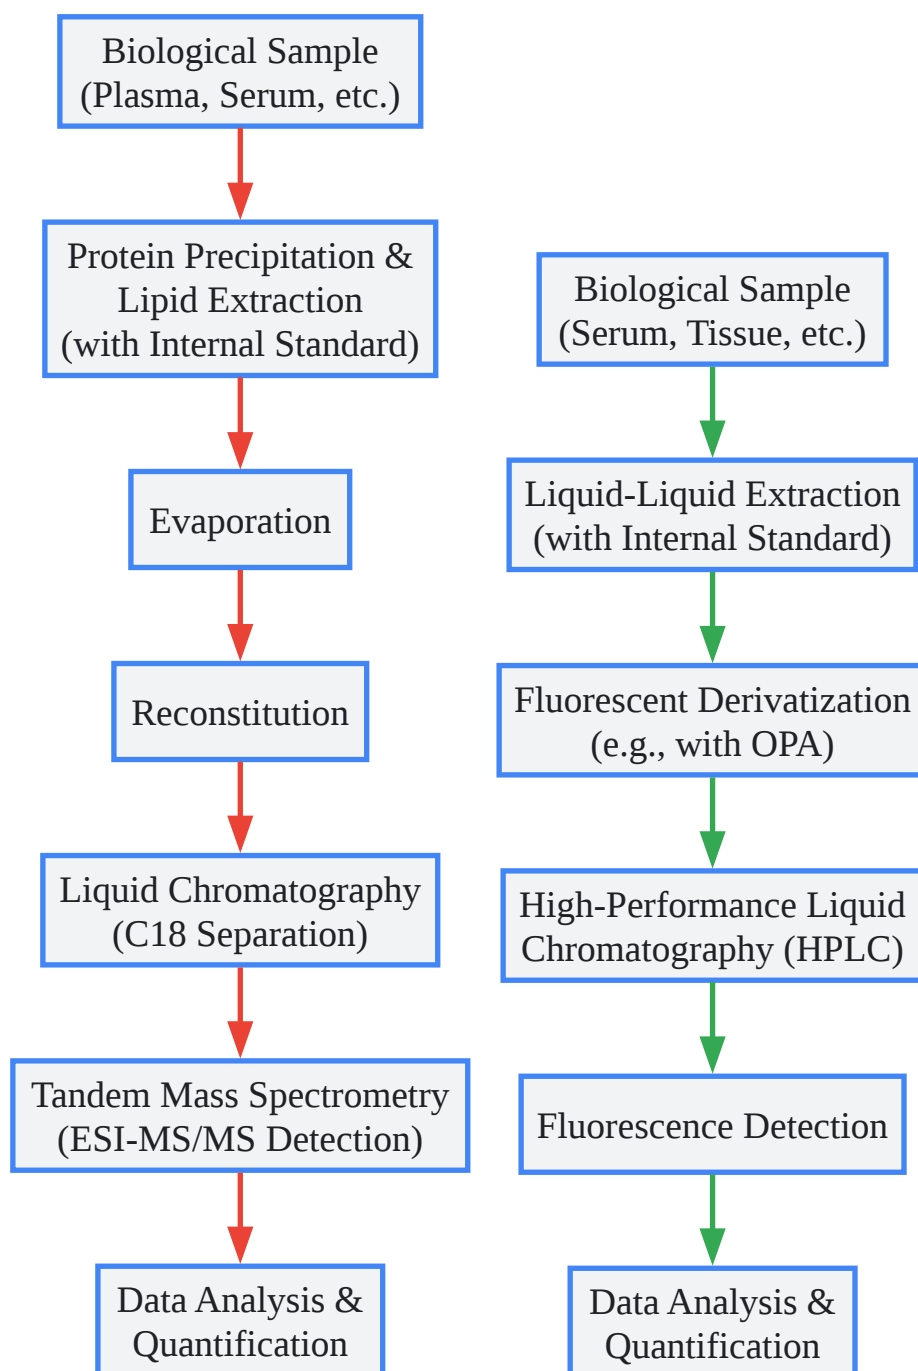 Biological Sample
(Plasma, Serum, etc.)
Protein Precipitation &
Lipid Extraction
(with Internal Standard)
Evaporation
Reconstitution
Liquid Chromatography
(C18 Separation)
Tandem Mass Spectrometry
(ESI-MS/MS Detection)
Data Analysis &
Quantification
Biological Sample
(Serum, Tissue, etc.)
Liquid-Liquid Extraction
(with Internal Standard)
Fluorescent Derivatization
(e.g., with OPA)
High-Performance Liquid
Chromatography (HPLC)
Fluorescence Detection
Data Analysis &
Quantification